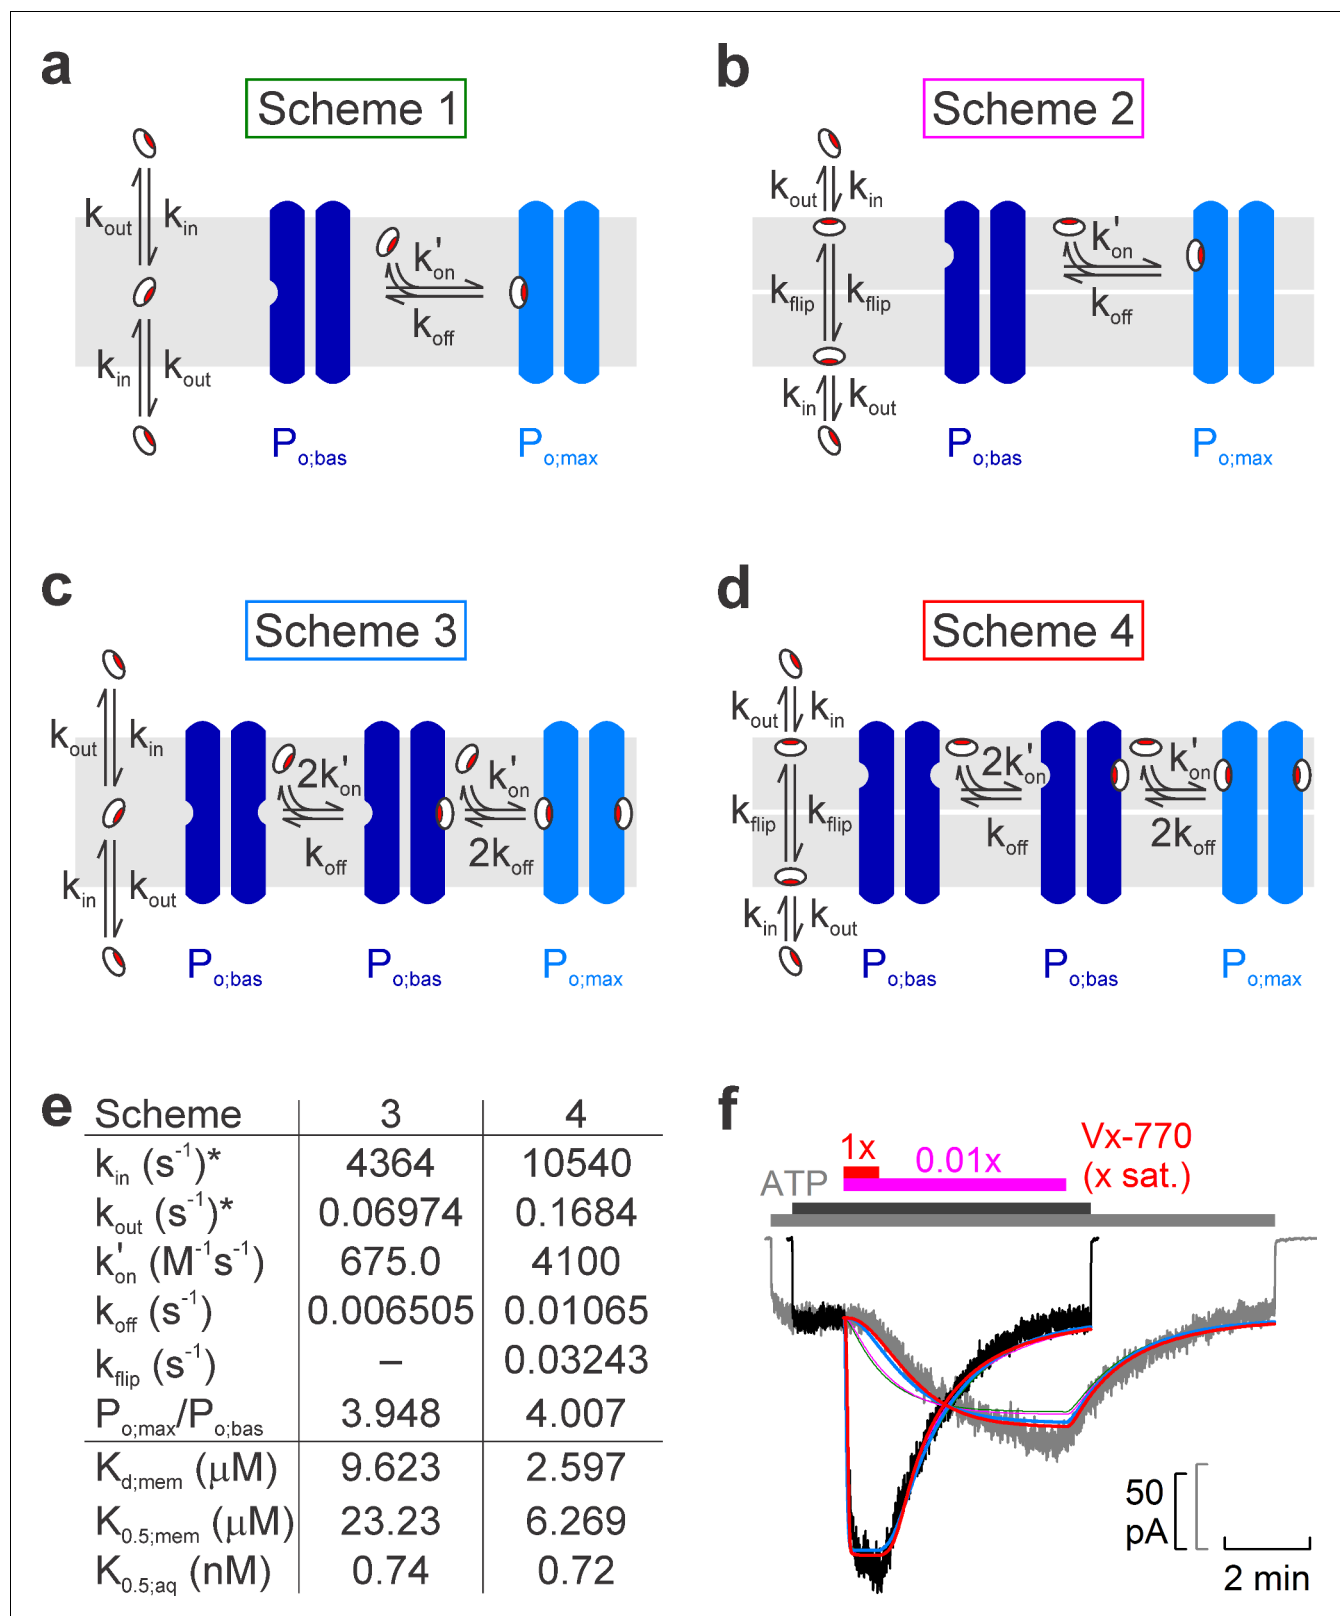 a
Scheme 1
k_out k_in
k'_on
k_off
k_in k_out
P_o;bas P_o;max
b
Scheme 2
k_out k_in
k'_on
k_flip k_flip
k_off
k_in k_out
P_o;bas P_o;max
c
Scheme 3
k_out k_in
2k'_on k'_on
k_off 2k_off
k_in k_out
P_o;bas P_o;bas P_o;max
d
Scheme 4
k_out k_in
2k'_on k'_on
k_flip k_flip
k_off 2k_off
k_in k_out
P_o;bas P_o;bas P_o;max
e
Scheme 3 4
k_in (s⁻¹)* 4364 10540
k_out (s⁻¹)* 0.06974 0.1684
k'_on (M⁻¹s⁻¹) 675.0 4100
k_off (s⁻¹) 0.006505 0.01065
k_flip (s⁻¹) – 0.03243
P_o;max/P_o;bas 3.948 4.007
K_d;mem (μM) 9.623 2.597
K_0.5;mem (μM) 23.23 6.269
K_0.5;aq (nM) 0.74 0.72
f
1x Vx-770
0.01x (x sat.)
ATP
50
pA
2 min